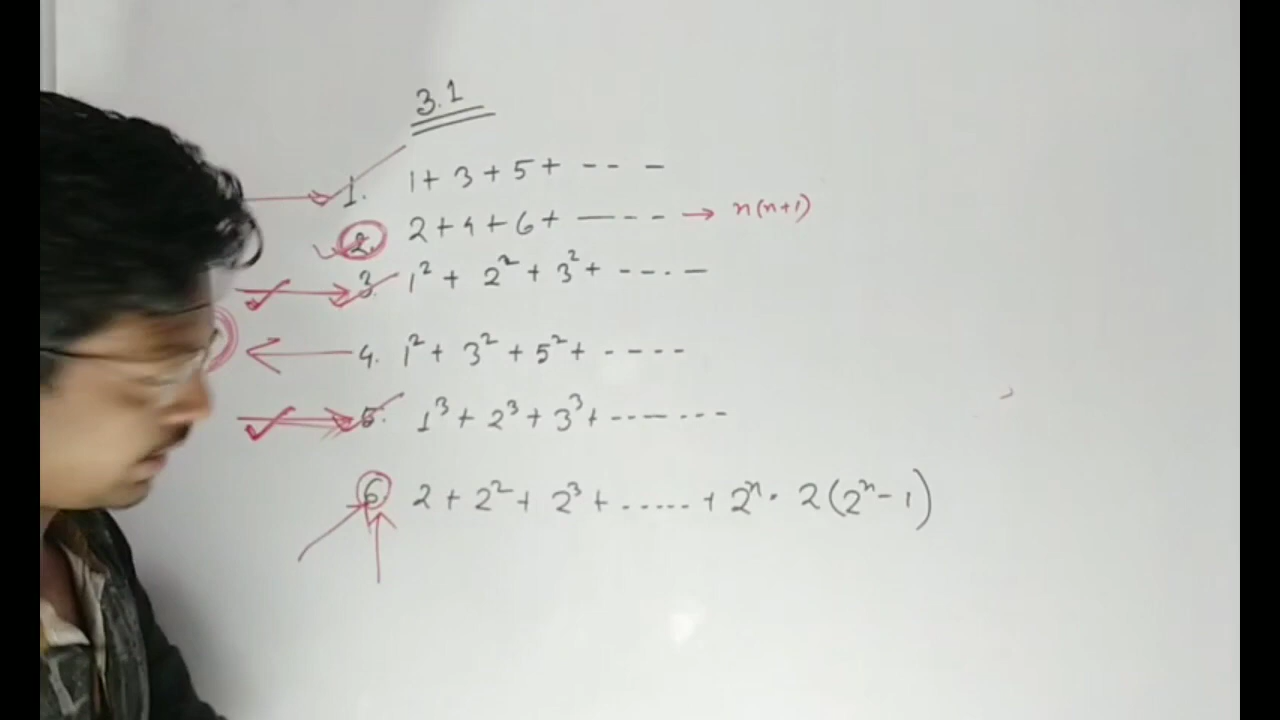 3.1
1. 1 + 3 + 5 + -- -
2. 2 + 4 + 6 + ---- → n(n+1)
3. 1² + 2² + 3² + ----
4. 1² + 3² + 5² + ----
5. 1³ + 2³ + 3³ + ------
6. 2 + 2² + 2³ + ..... + 2ⁿ. 2(2ⁿ - 1)